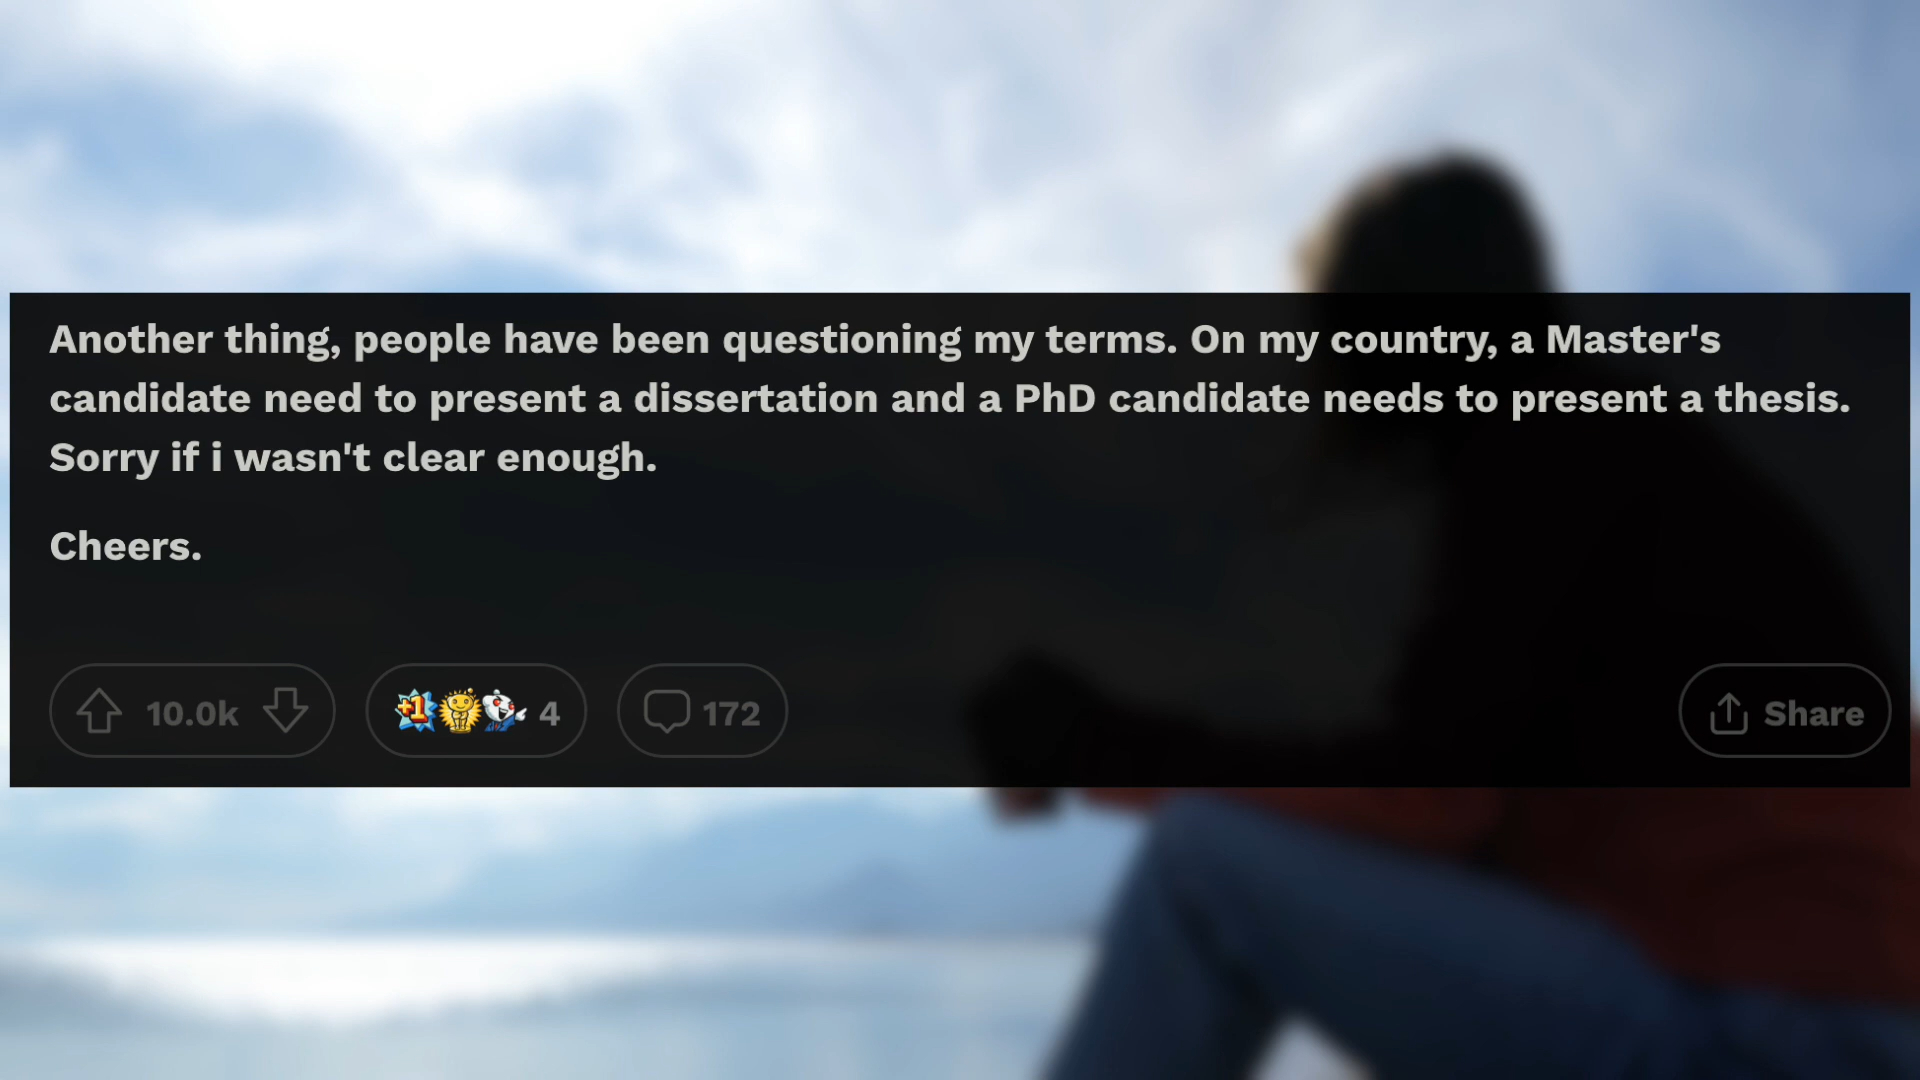 Another thing, people have been questioning my terms. On my country, a Master's
candidate need to present a dissertation and a PhD candidate needs to present a thesis.
Sorry if i wasn't clear enough.
Cheers.
10.0k +1 4 172 Share